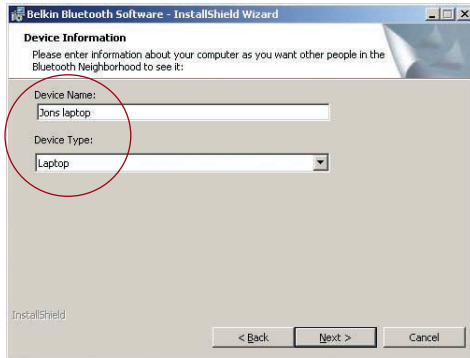 Belkin Bluetooth Software - InstallShield Wizard
Device Information
Please enter information about your computer as you want other people in the
Bluetooth Neighborhood to see it:
Device Name:
Jons laptop
Device Type:
Laptop
InstallShield
< Back
Next >
Cancel